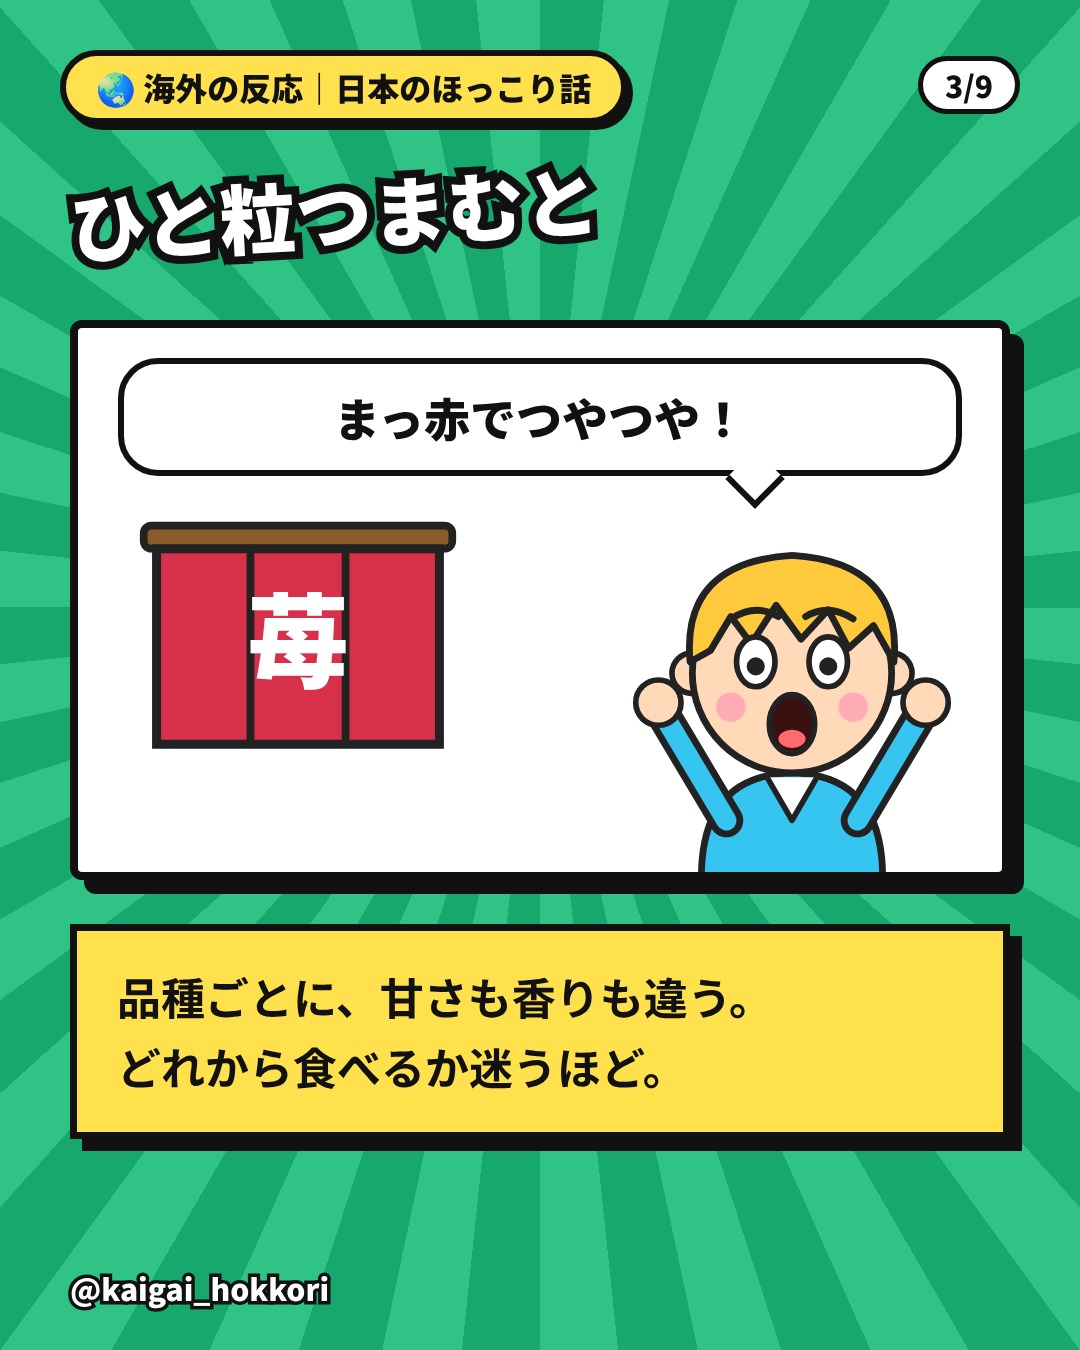 🌏 海外の反応｜日本のほっこり話
3/9
ひと粒つまむと
まっ赤でつやつや！
苺
品種ごとに、甘さも香りも違う。
どれから食べるか迷うほど。
@kaigai_hokkori